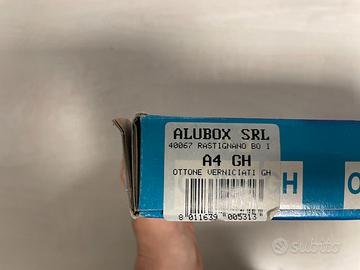 ALUBOX SRL
40067 RASTIGNANO BO I
A4 GH
OTTONE VERNICIATI GH
H O
8 011639 005313
subito